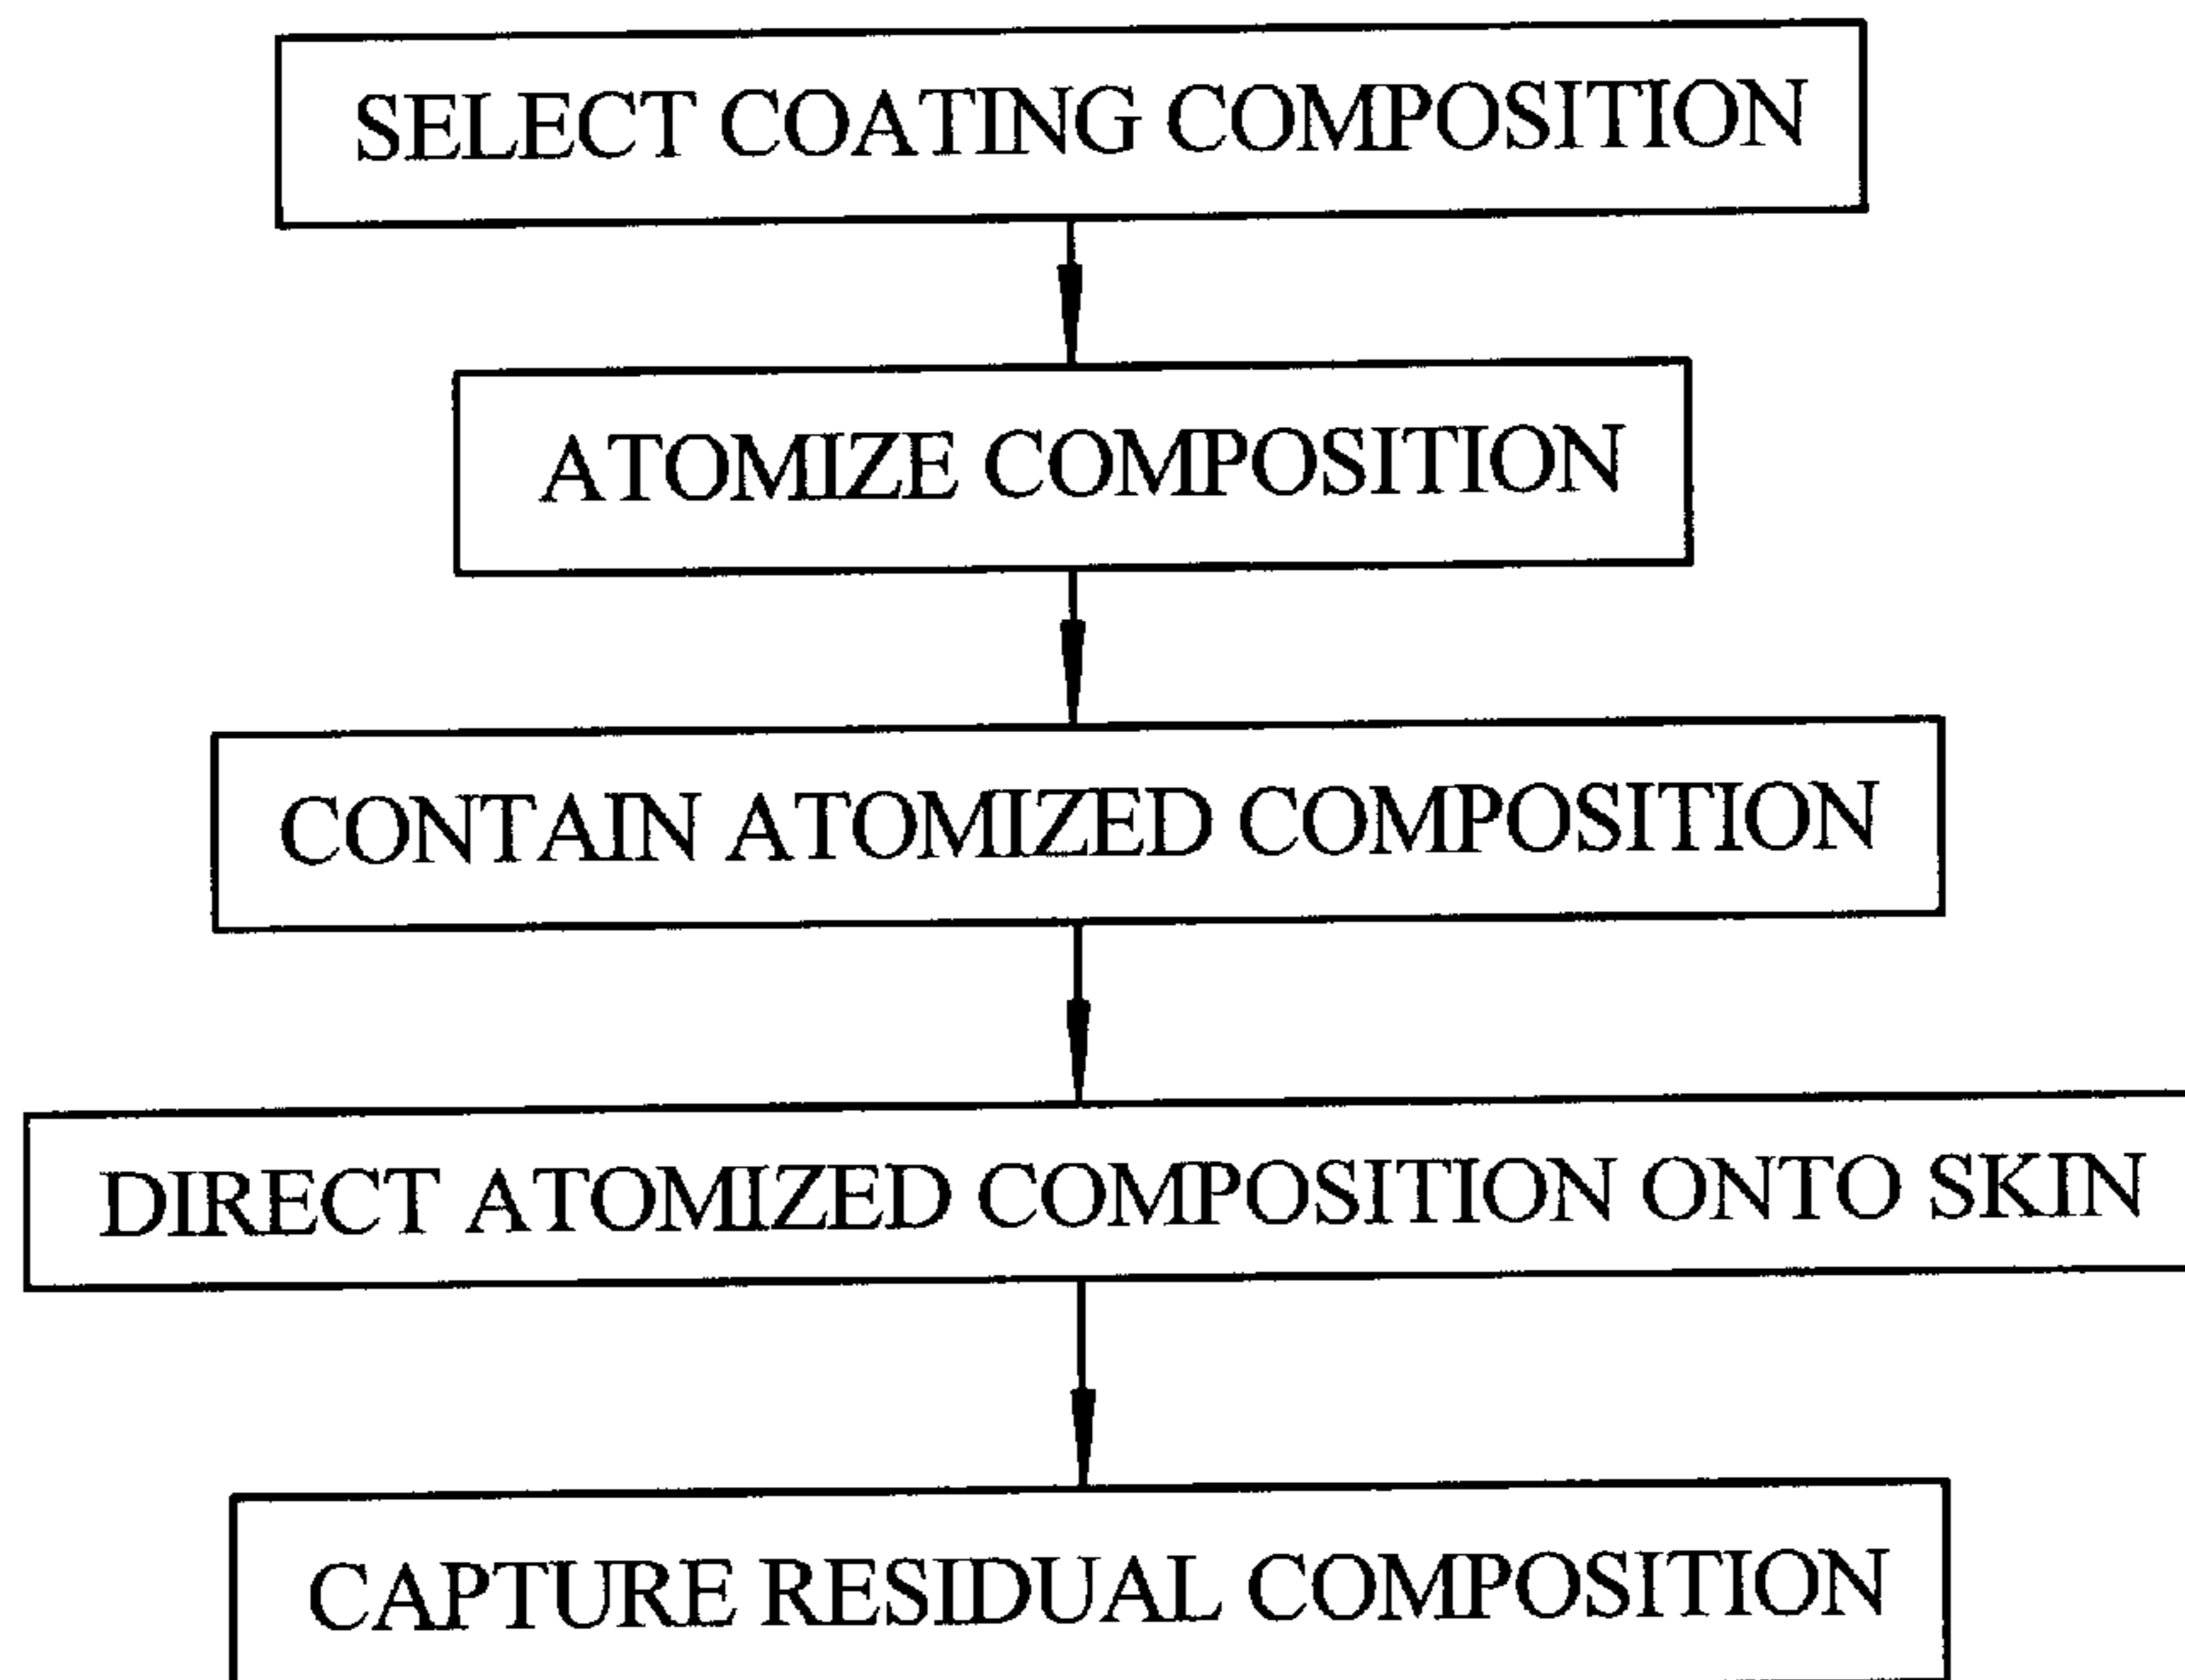 SELECT COATING COMPOSITION
ATOMIZE COMPOSITION
CONTAIN ATOMIZED COMPOSITION
DIRECT ATOMIZED COMPOSITION ONTO SKIN
CAPTURE RESIDUAL COMPOSITION